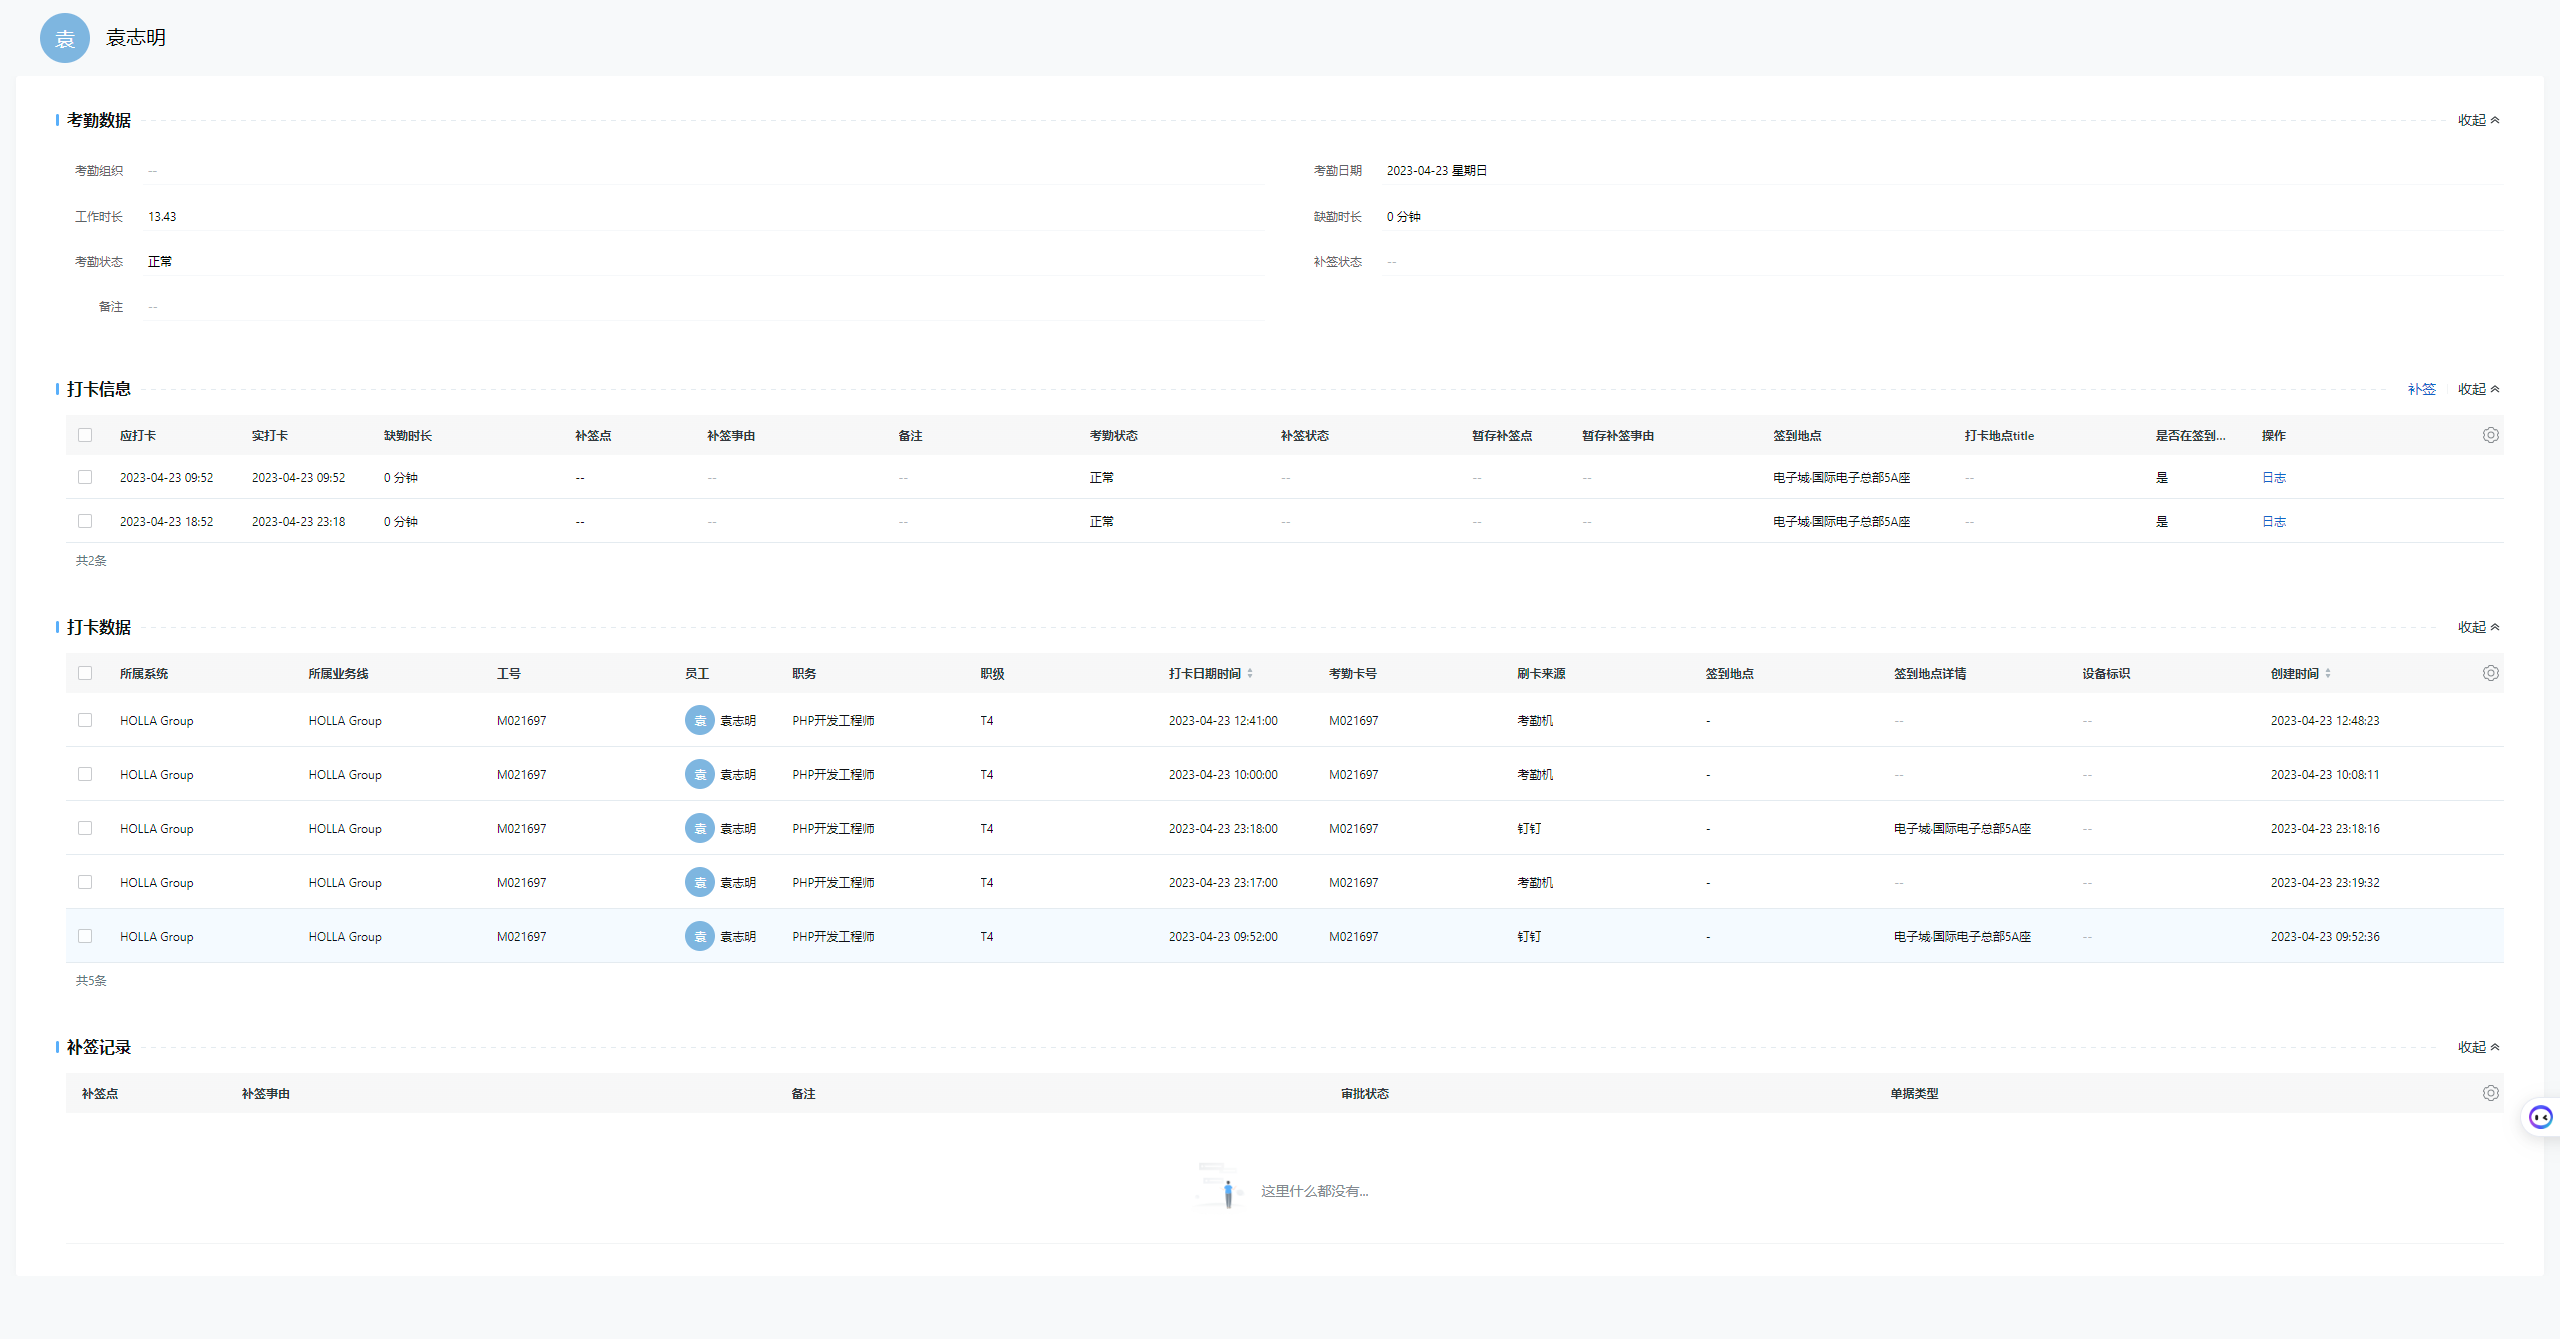 袁 袁志明
考勤数据 收起
考勤组织 -- 考勤日期 2023-04-23 星期日
工作时长 13.43 缺勤时长 0 分钟
考勤状态 正常 补签状态 --
备注 --
打卡信息 补签 收起
应打卡 实打卡 缺勤时长 补签点 补签事由 备注 考勤状态 补签状态 暂存补签点 暂存补签事由 签到地点 打卡地点title 是否在签到... 操作
2023-04-23 09:52 2023-04-23 09:52 0 分钟 -- -- -- 正常 -- -- -- 电子城·国际电子总部5A座 -- 是 日志
2023-04-23 18:52 2023-04-23 23:18 0 分钟 -- -- -- 正常 -- -- -- 电子城·国际电子总部5A座 -- 是 日志
共2条
打卡数据 收起
所属系统 所属业务线 工号 员工 职务 职级 打卡日期时间 考勤卡号 刷卡来源 签到地点 签到地点详情 设备标识 创建时间
HOLLA Group HOLLA Group M021697 袁 袁志明 PHP开发工程师 T4 2023-04-23 12:41:00 M021697 考勤机 - -- -- 2023-04-23 12:48:23
HOLLA Group HOLLA Group M021697 袁 袁志明 PHP开发工程师 T4 2023-04-23 10:00:00 M021697 考勤机 - -- -- 2023-04-23 10:08:11
HOLLA Group HOLLA Group M021697 袁 袁志明 PHP开发工程师 T4 2023-04-23 23:18:00 M021697 钉钉 - 电子城·国际电子总部5A座 -- 2023-04-23 23:18:16
HOLLA Group HOLLA Group M021697 袁 袁志明 PHP开发工程师 T4 2023-04-23 23:17:00 M021697 考勤机 - -- -- 2023-04-23 23:19:32
HOLLA Group HOLLA Group M021697 袁 袁志明 PHP开发工程师 T4 2023-04-23 09:52:00 M021697 钉钉 - 电子城·国际电子总部5A座 -- 2023-04-23 09:52:36
共5条
补签记录 收起
补签点 补签事由 备注 审批状态 单据类型
这里什么都没有...